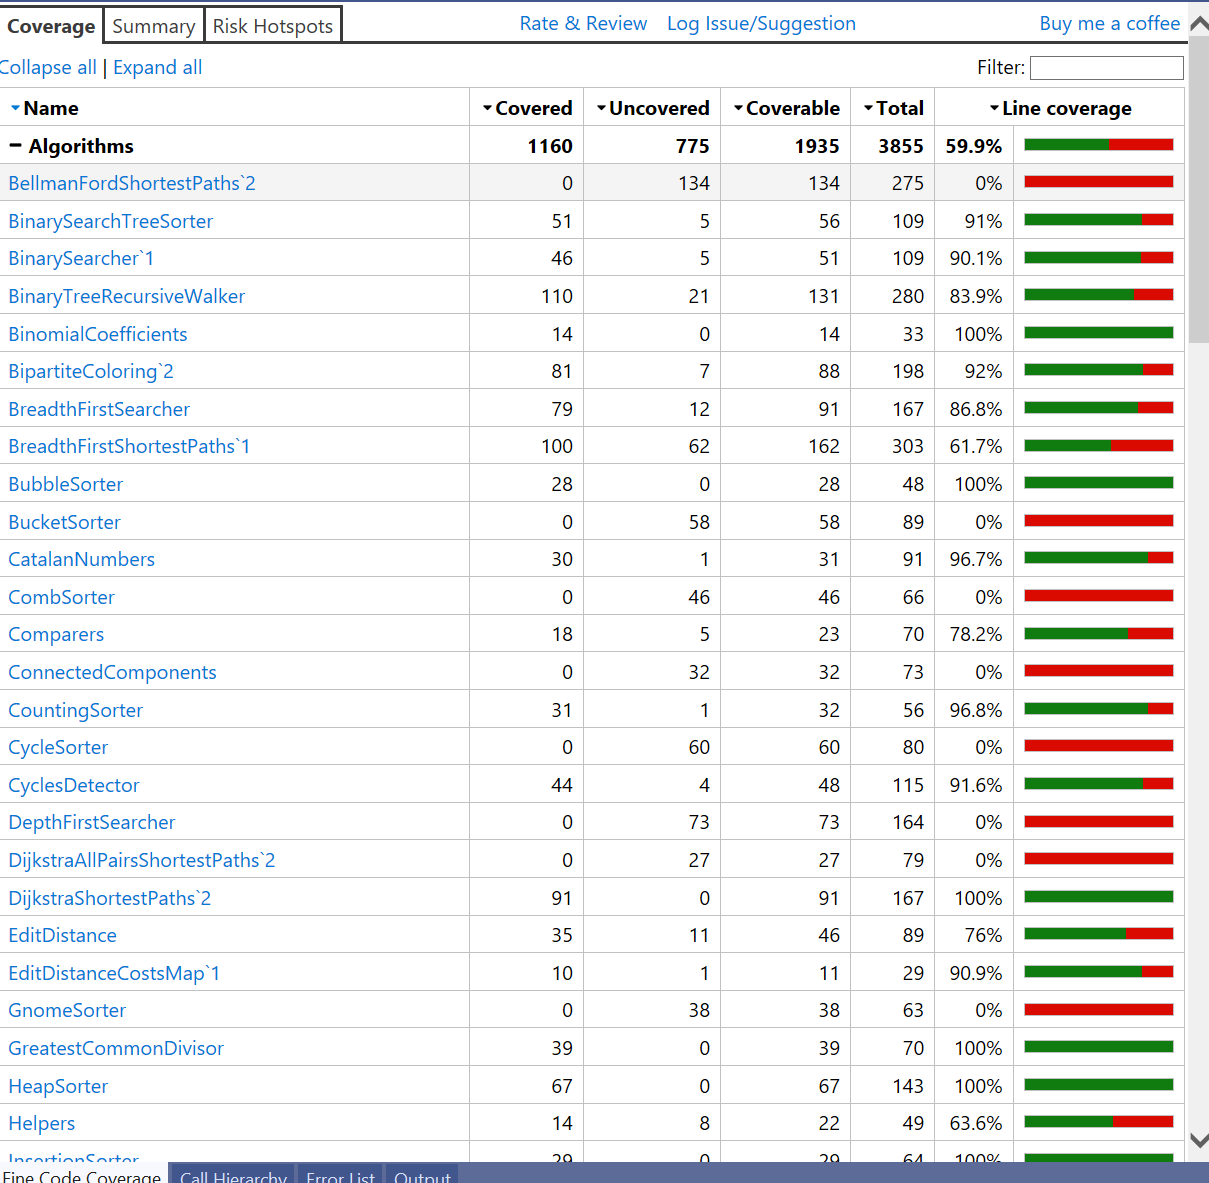 Coverage Summary Risk Hotspots Rate & Review Log Issue/Suggestion Buy me a coffee
Collapse all | Expand all Filter:
Name Covered Uncovered Coverable Total Line coverage
− Algorithms 1160 775 1935 3855 59.9%
BellmanFordShortestPaths`2 0 134 134 275 0%
BinarySearchTreeSorter 51 5 56 109 91%
BinarySearcher`1 46 5 51 109 90.1%
BinaryTreeRecursiveWalker 110 21 131 280 83.9%
BinomialCoefficients 14 0 14 33 100%
BipartiteColoring`2 81 7 88 198 92%
BreadthFirstSearcher 79 12 91 167 86.8%
BreadthFirstShortestPaths`1 100 62 162 303 61.7%
BubbleSorter 28 0 28 48 100%
BucketSorter 0 58 58 89 0%
CatalanNumbers 30 1 31 91 96.7%
CombSorter 0 46 46 66 0%
Comparers 18 5 23 70 78.2%
ConnectedComponents 0 32 32 73 0%
CountingSorter 31 1 32 56 96.8%
CycleSorter 0 60 60 80 0%
CyclesDetector 44 4 48 115 91.6%
DepthFirstSearcher 0 73 73 164 0%
DijkstraAllPairsShortestPaths`2 0 27 27 79 0%
DijkstraShortestPaths`2 91 0 91 167 100%
EditDistance 35 11 46 89 76%
EditDistanceCostsMap`1 10 1 11 29 90.9%
GnomeSorter 0 38 38 63 0%
GreatestCommonDivisor 39 0 39 70 100%
HeapSorter 67 0 67 143 100%
Helpers 14 8 22 49 63.6%
InsertionSorter 29 0 29 64 100%
Fine Code Coverage Call Hierarchy Error List Output